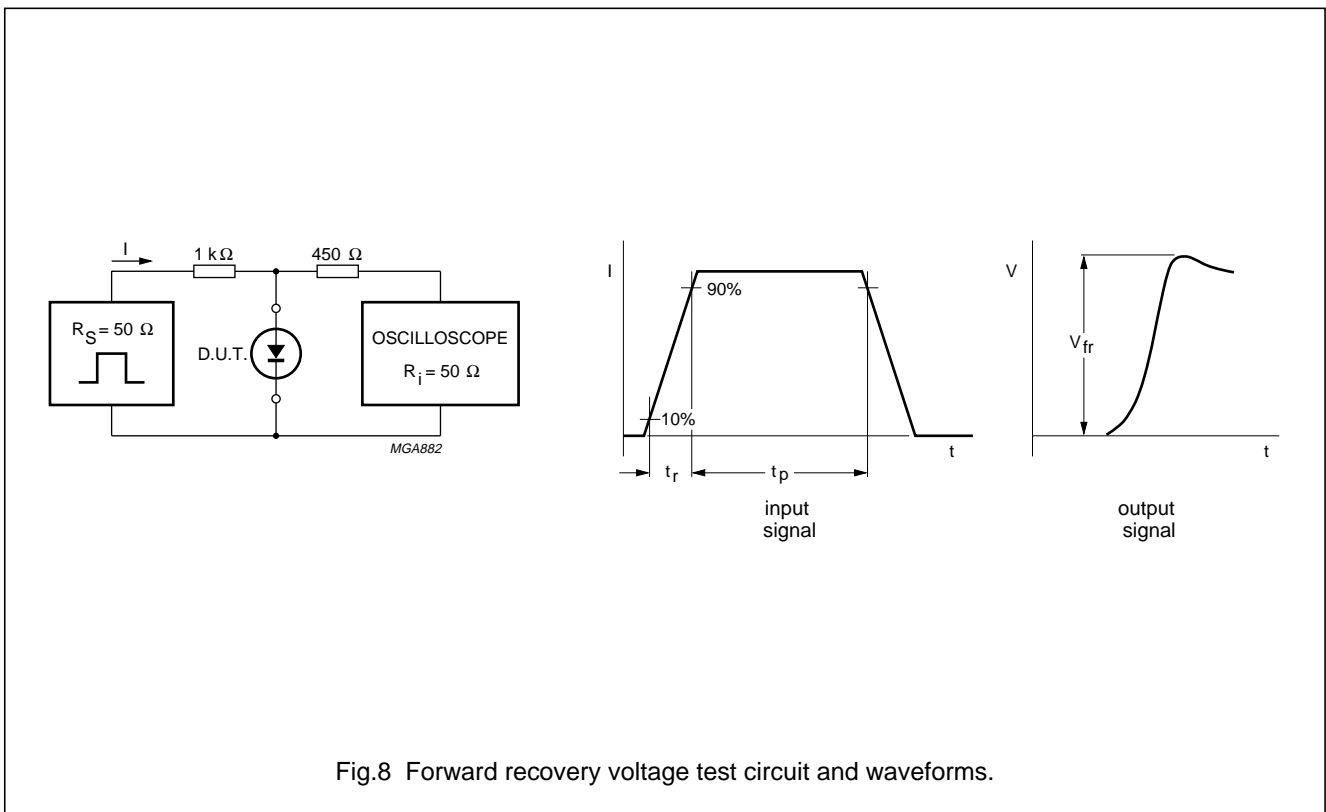 I
1 kΩ
450 Ω
R_S = 50 Ω
D.U.T.
OSCILLOSCOPE
R_i = 50 Ω
MGA882
I
90%
10%
t
t_r
t_p
input
signal
V
V_fr
t
output
signal
Fig.8 Forward recovery voltage test circuit and waveforms.